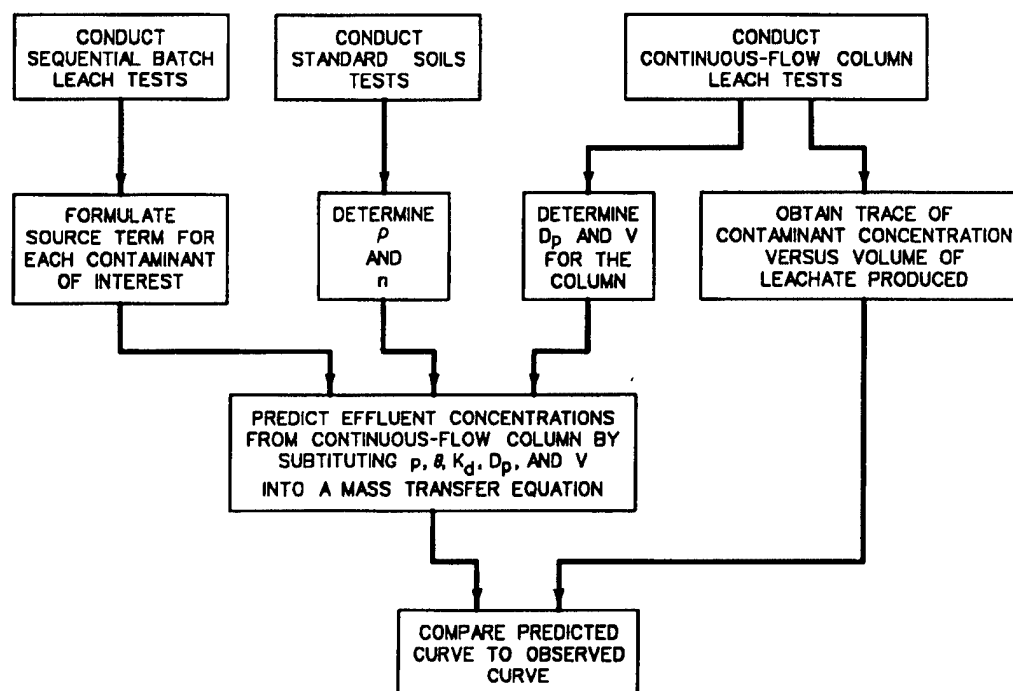 CONDUCT
SEQUENTIAL BATCH
LEACH TESTS
CONDUCT
STANDARD SOILS
TESTS
CONDUCT
CONTINUOUS-FLOW COLUMN
LEACH TESTS
FORMULATE
SOURCE TERM FOR
EACH CONTAMINANT
OF INTEREST
DETERMINE
ρ
AND
n
DETERMINE
Dp AND V
FOR THE
COLUMN
OBTAIN TRACE OF
CONTAMINANT CONCENTRATION
VERSUS VOLUME OF
LEACHATE PRODUCED
PREDICT EFFLUENT CONCENTRATIONS
FROM CONTINUOUS-FLOW COLUMN BY
SUBTITUTING p, θ, Kd, Dp, AND V
INTO A MASS TRANSFER EQUATION
COMPARE PREDICTED
CURVE TO OBSERVED
CURVE